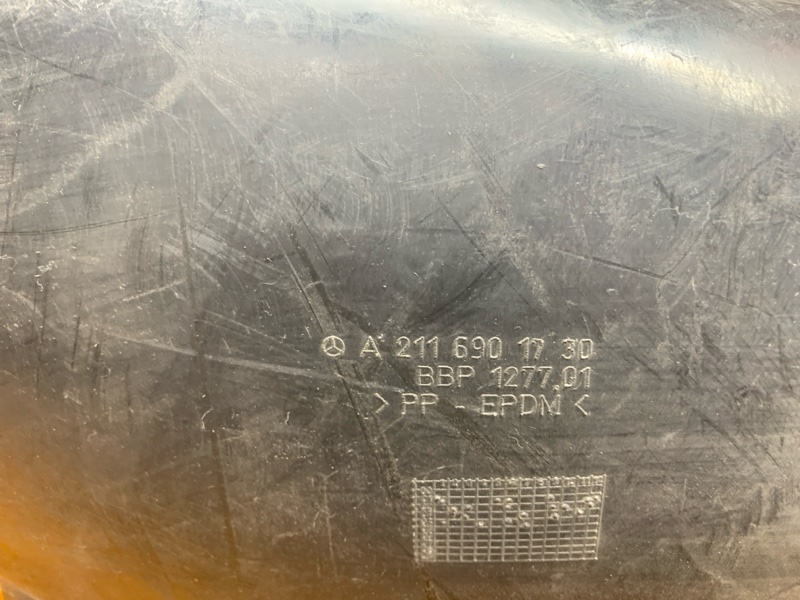 A 211 690 17 30
BBP 1277.01
> PP - EPDM <